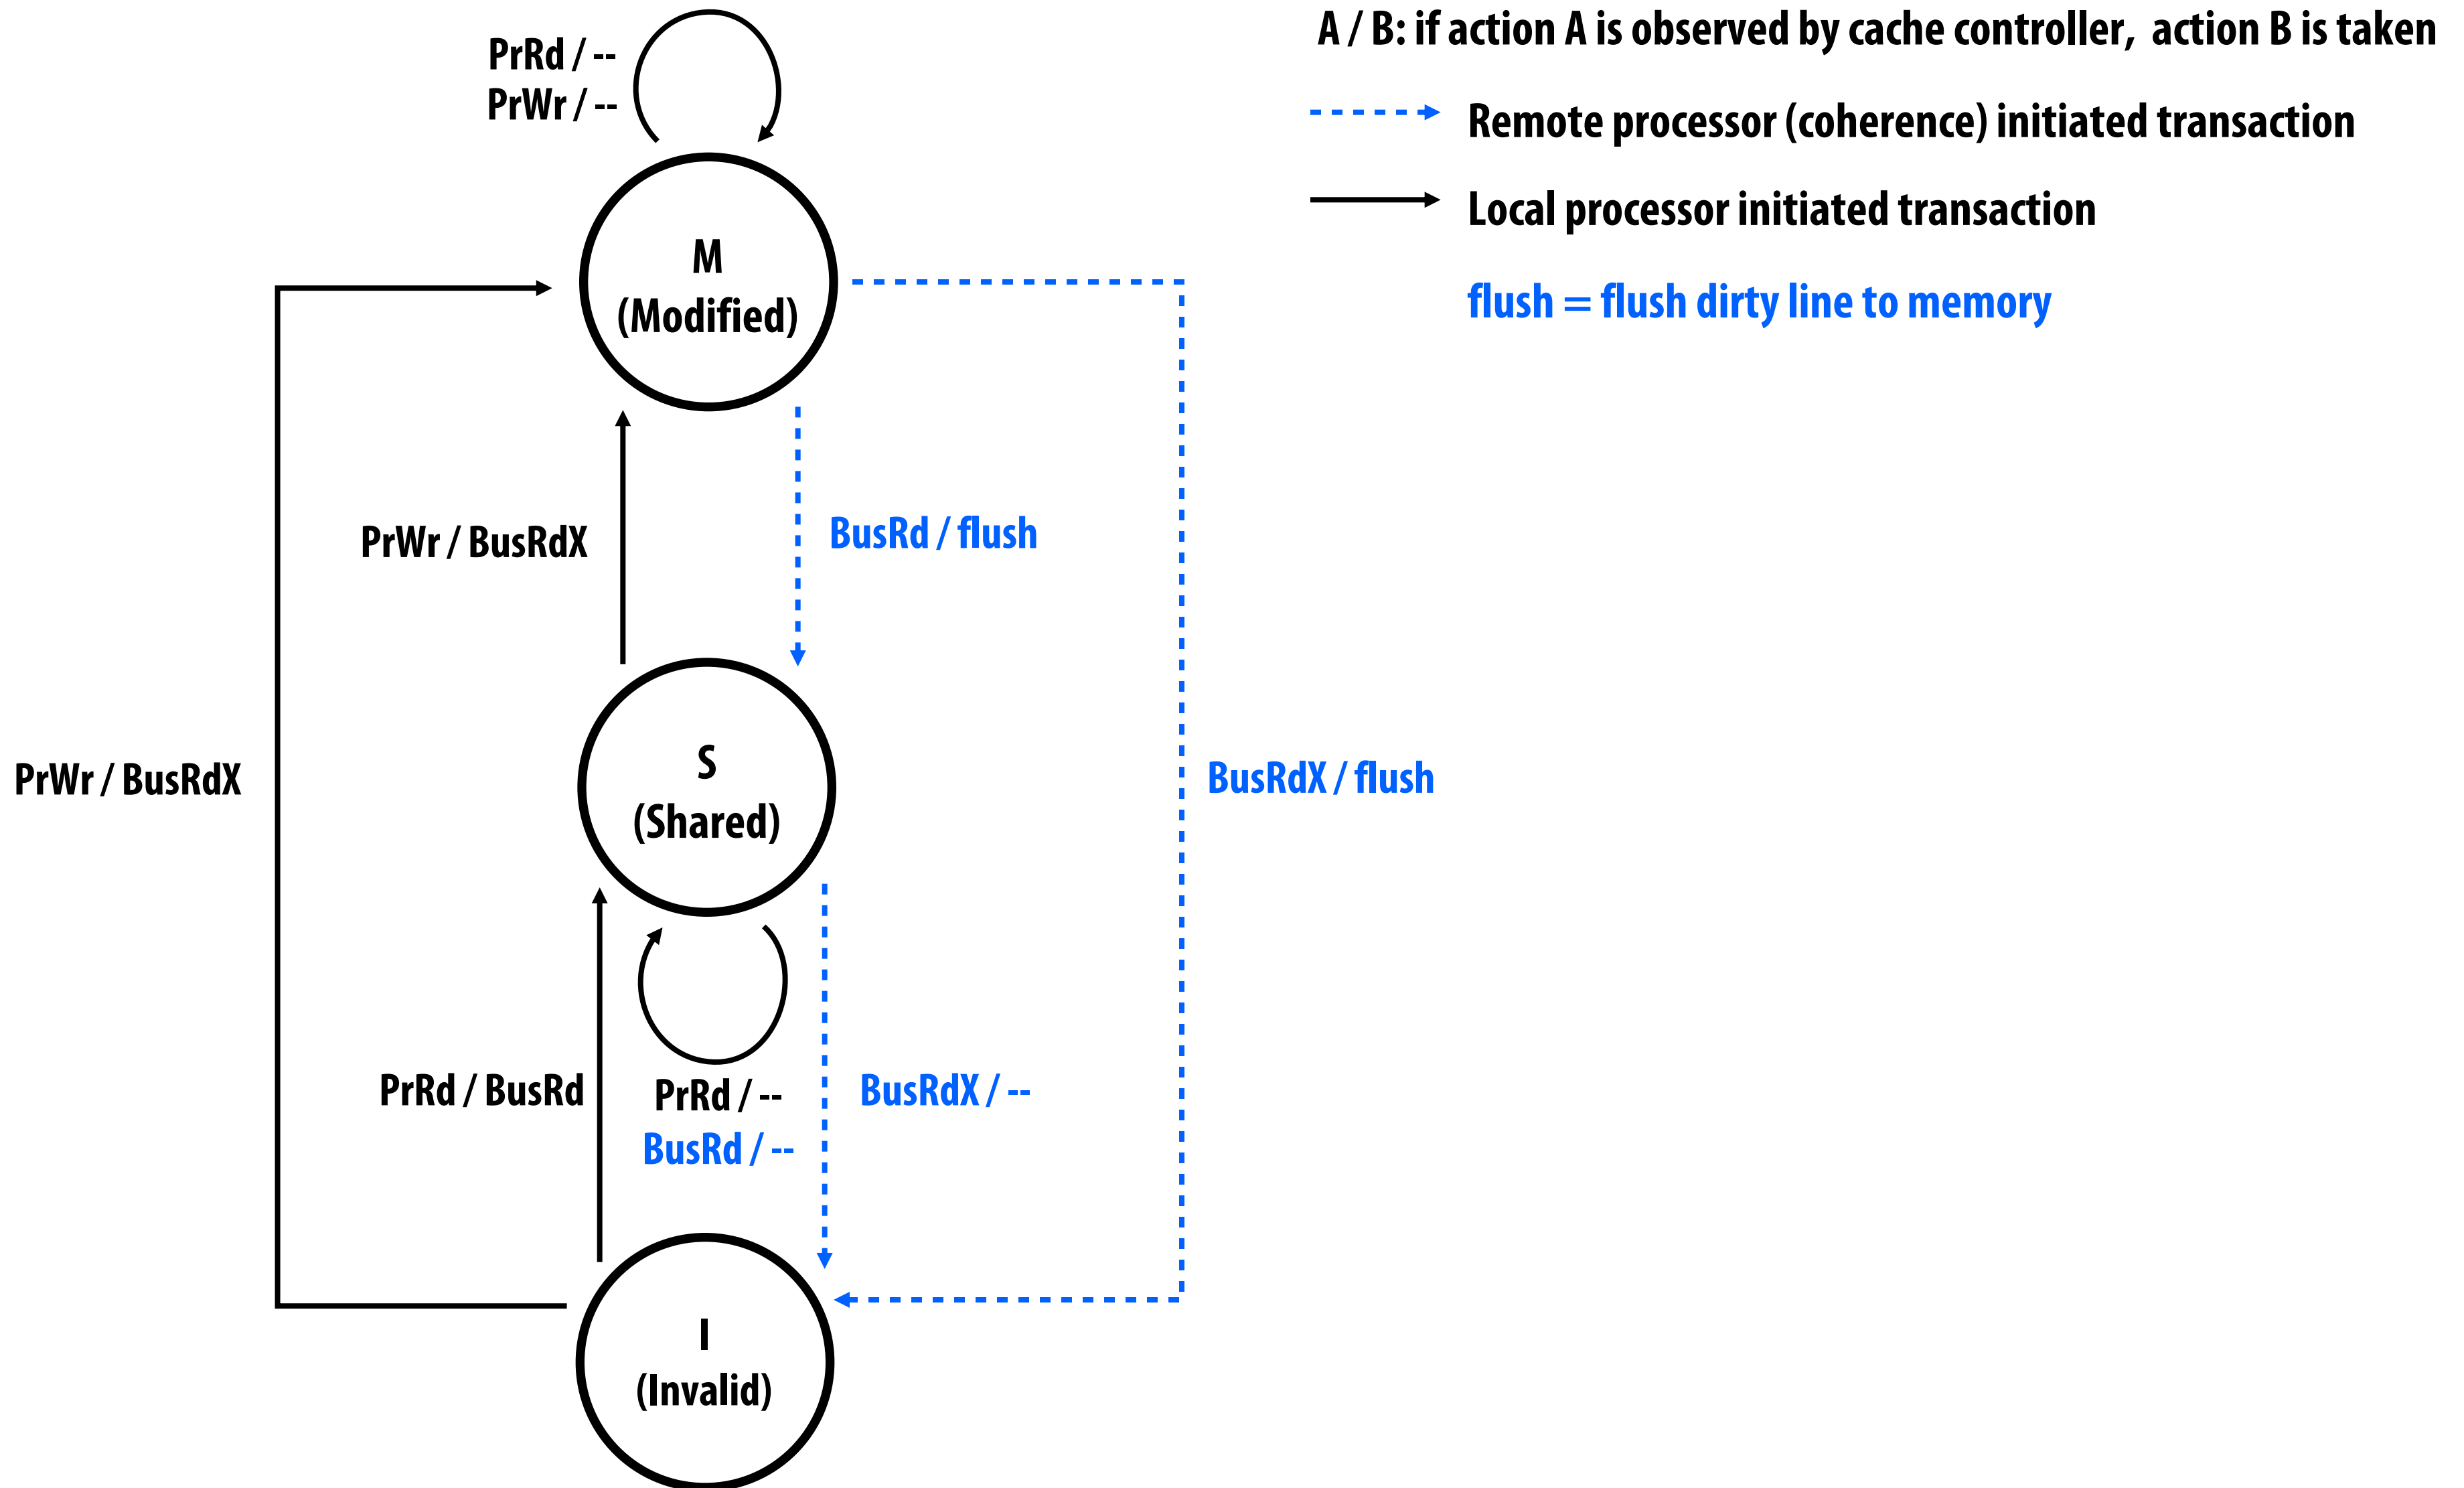 A / B: if action A is observed by cache controller, action B is taken
PrRd / --
PrWr / --
Remote processor (coherence) initiated transaction
Local processor initiated transaction
flush = flush dirty line to memory
M
(Modified)
PrWr / BusRdX
BusRd / flush
S
(Shared)
PrWr / BusRdX
BusRdX / flush
PrRd / BusRd
PrRd / --
BusRd / --
BusRdX / --
I
(Invalid)